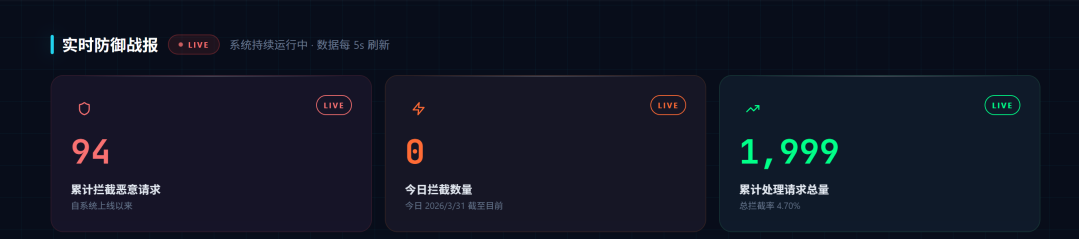 实时防御战报 LIVE 系统持续运行中 · 数据每 5s 刷新
LIVE
94
累计拦截恶意请求
自系统上线以来
LIVE
0
今日拦截数量
今日 2026/3/31 截至目前
LIVE
1,999
累计处理请求总量
总拦截率 4.70%